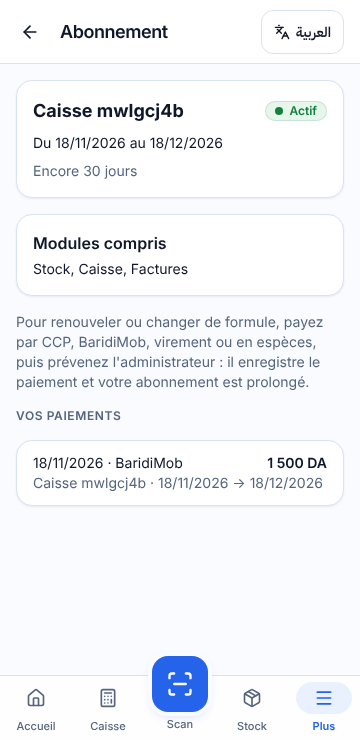 Abonnement
العربية
Caisse mwlgcj4b
Actif
Du 18/11/2026 au 18/12/2026
Encore 30 jours
Modules compris
Stock, Caisse, Factures
Pour renouveler ou changer de formule, payez
par CCP, BaridiMob, virement ou en espèces,
puis prévenez l'administrateur : il enregistre le
paiement et votre abonnement est prolongé.
VOS PAIEMENTS
18/11/2026 · BaridiMob
1 500 DA
Caisse mwlgcj4b · 18/11/2026 → 18/12/2026
Accueil
Caisse
Scan
Stock
Plus